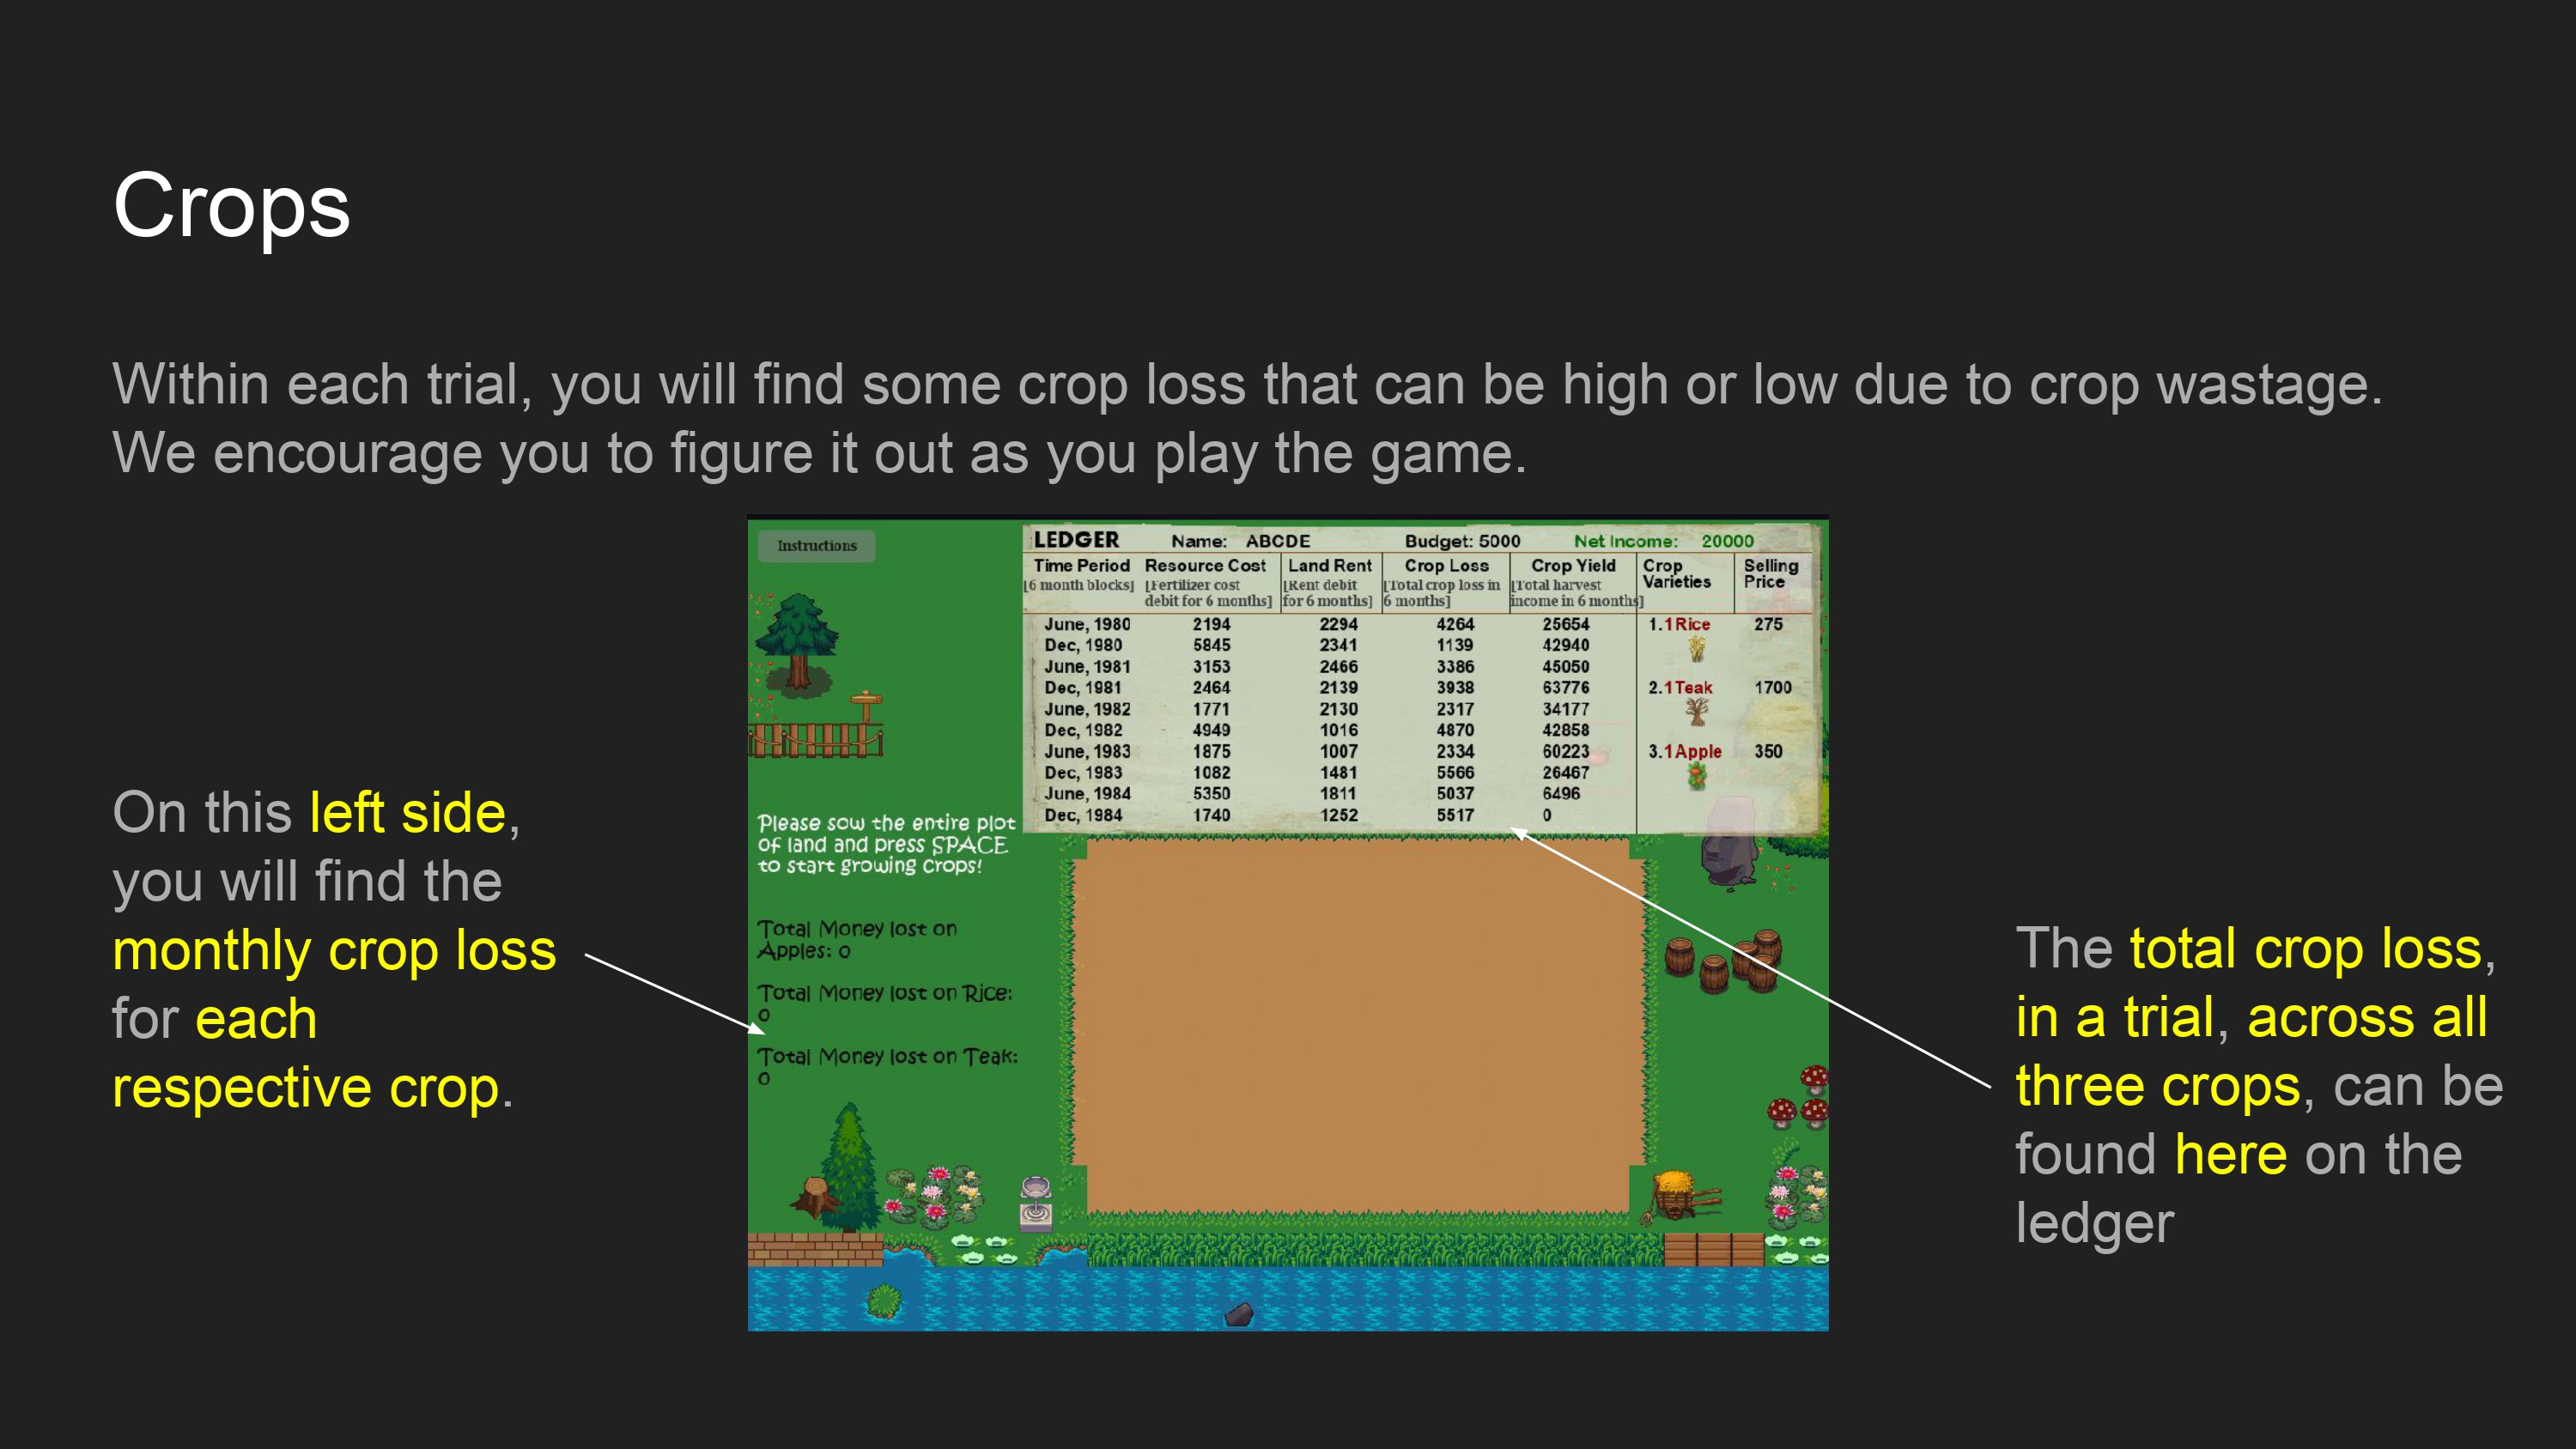 Crops
Within each trial, you will find some crop loss that can be high or low due to crop wastage.
We encourage you to figure it out as you play the game.
On this left side,
you will find the
monthly crop loss
for each
respective crop.
Instructions
LEDGER Name: ABCDE Budget: 5000 Net Income: 20000
Time Period Resource Cost Land Rent Crop Loss Crop Yield Crop Varieties Selling Price
[6 month blocks] [Fertilizer cost debit for 6 months] [Rent debit for 6 months] [Total crop loss in 6 months] [Total harvest income in 6 months]
June, 1980 2194 2294 4264 25654 1.1Rice 275
Dec, 1980 5845 2341 1139 42940
June, 1981 3153 2466 3386 45050
Dec, 1981 2464 2139 3938 63776 2.1Teak 1700
June, 1982 1771 2130 2317 34177
Dec, 1982 4949 1016 4870 42858
June, 1983 1875 1007 2334 60223 3.1Apple 350
Dec, 1983 1082 1481 5566 26467
June, 1984 5350 1811 5037 6496
Dec, 1984 1740 1252 5517 0
Please sow the entire plot
of land and press SPACE
to start growing crops!
Total Money lost on
Apples: 0
Total Money lost on Rice:
0
Total Money lost on Teak:
0
The total crop loss,
in a trial, across all
three crops, can be
found here on the
ledger